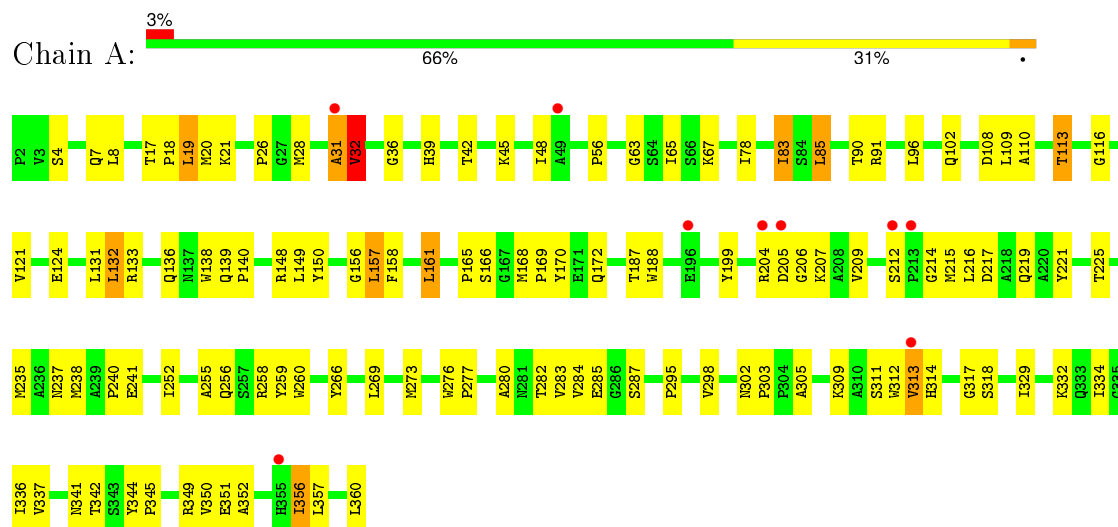 3%
Chain A:
66% 31% .
P2 V3 S4 Q7 L8 T17 P18 L19 M20 K21 P26 G27 M28 A31 V32 G36 H39 T42 K45 I48 A49 P56 G63 S64 I65 S66 K67 I78 I83 S84 L85 T90 R91 L96 Q102 D108 L109 A110 T113 G116
V121 E124 L131 L132 R133 Q136 N137 W138 Q139 P140 R148 L149 Y150 G156 L157 F158 L161 P165 S166 G167 M168 P169 Y170 E171 Q172 T187 W188 E196 Y199 R204 D205 G206 K207 A208 V209 S212 P213 G214 M215 L216 D217 A218 Q219 A220 Y221 T225
M235 A236 N237 M238 A239 P240 E241 I252 A255 Q256 S257 R258 Y259 W260 Y266 L269 M273 W276 P277 A280 N281 T282 V283 V284 E285 G286 S287 P295 V298 N302 P303 P304 A305 K309 A310 S311 W312 V313 H314 G317 S318 I329 K332 Q333 I334 G335
I336 V337 N341 T342 S343 Y344 P345 R349 V350 E351 A352 H355 I356 L357 L360